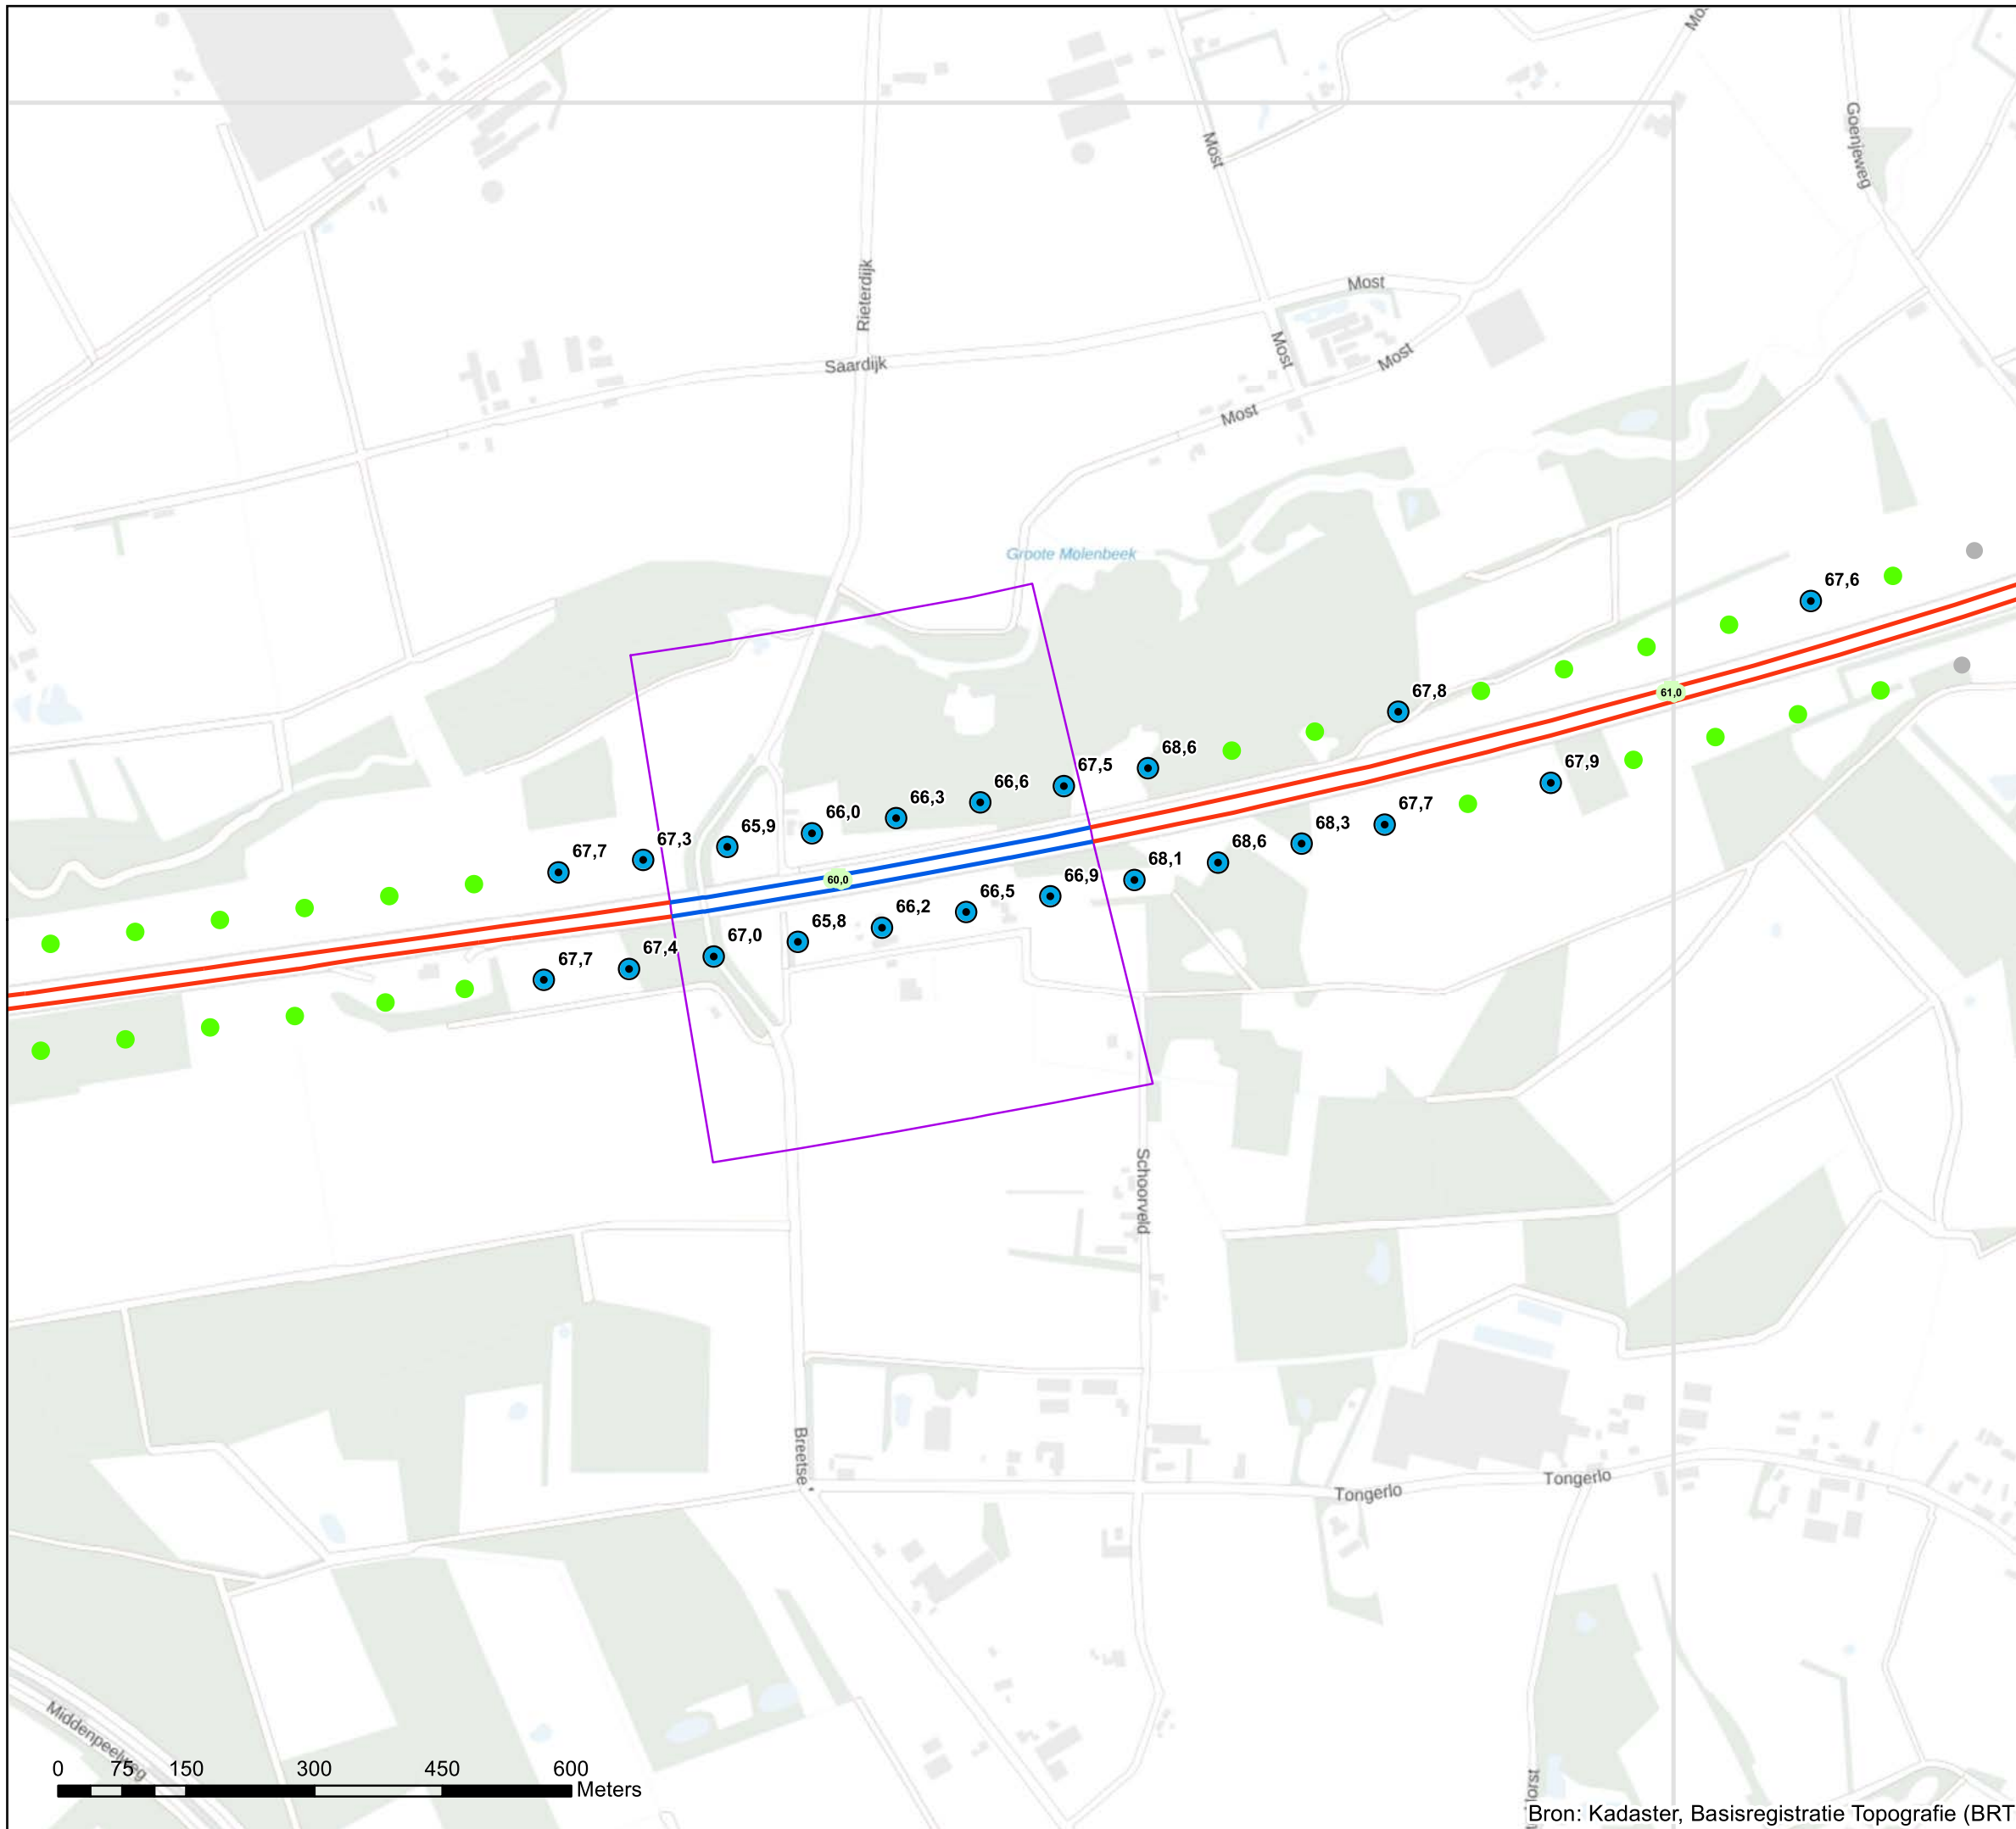 Most
Goenjeweg
Rieterdijk
Most
Saardijk
Most
Most
Most
Groote Molenbeek
67,6
61,0
67,8
68,6
67,5
67,9
66,6
66,3
67,7
66,0
68,3
65,9
68,6
67,3
68,1
67,7
60,0
66,9
66,5
66,2
65,8
67,0
67,4
67,7
Schoorveld
Breetse
Tongerlo
Tongerlo
Middenpeelweg
0 75 150 300 450 600
Meters
Bron: Kadaster, Basisregistratie Topografie (BRT